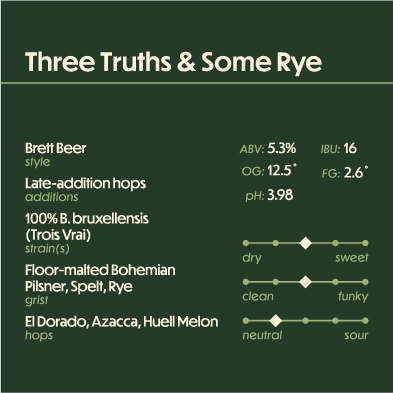 Three Truths & Some Rye
Brett Beer
style
Late-addition hops
additions
100% B. bruxellensis
(Trois Vrai)
strain(s)
Floor-malted Bohemian
Pilsner, Spelt, Rye
grist
El Dorado, Azacca, Huell Melon
hops
ABV: 5.3% IBU: 16
OG: 12.5° FG: 2.6°
pH: 3.98
dry sweet
clean funky
neutral sour